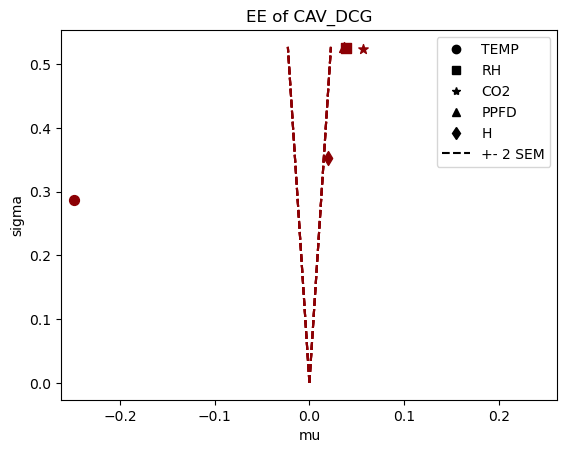 EE of CAV_DCG
TEMP
RH
CO2
PPFD
H
+- 2 SEM
sigma
0.5
0.4
0.3
0.2
0.1
0.0
−0.2
−0.1
0.0
0.1
0.2
mu